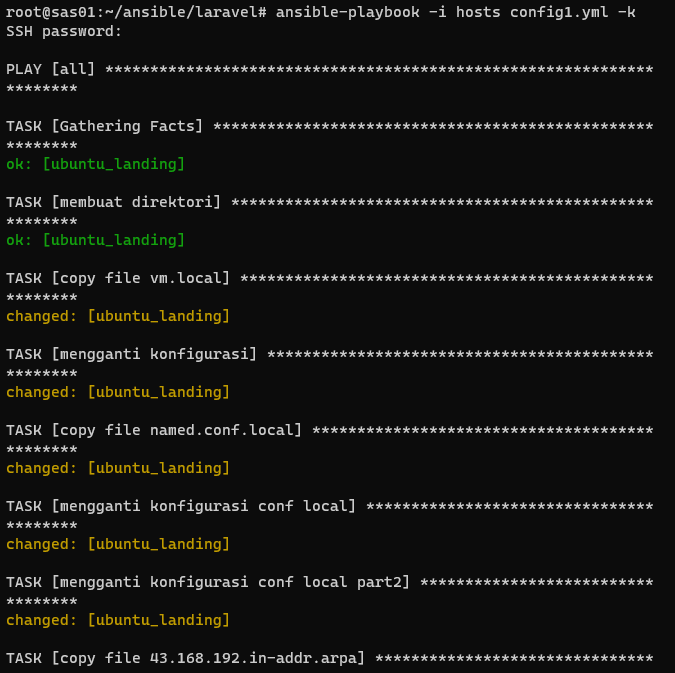 root@sas01:~/ansible/laravel# ansible-playbook -i hosts config1.yml -k
SSH password:
PLAY [all] *************************************************************
********
TASK [Gathering Facts] *************************************************
********
ok: [ubuntu_landing]
TASK [membuat direktori] ***********************************************
********
ok: [ubuntu_landing]
TASK [copy file vm.local] **********************************************
********
changed: [ubuntu_landing]
TASK [mengganti konfigurasi] *******************************************
********
changed: [ubuntu_landing]
TASK [copy file named.conf.local] **************************************
********
changed: [ubuntu_landing]
TASK [mengganti konfigurasi conf local] ********************************
********
changed: [ubuntu_landing]
TASK [mengganti konfigurasi conf local part2] **************************
********
changed: [ubuntu_landing]
TASK [copy file 43.168.192.in-addr.arpa] *******************************